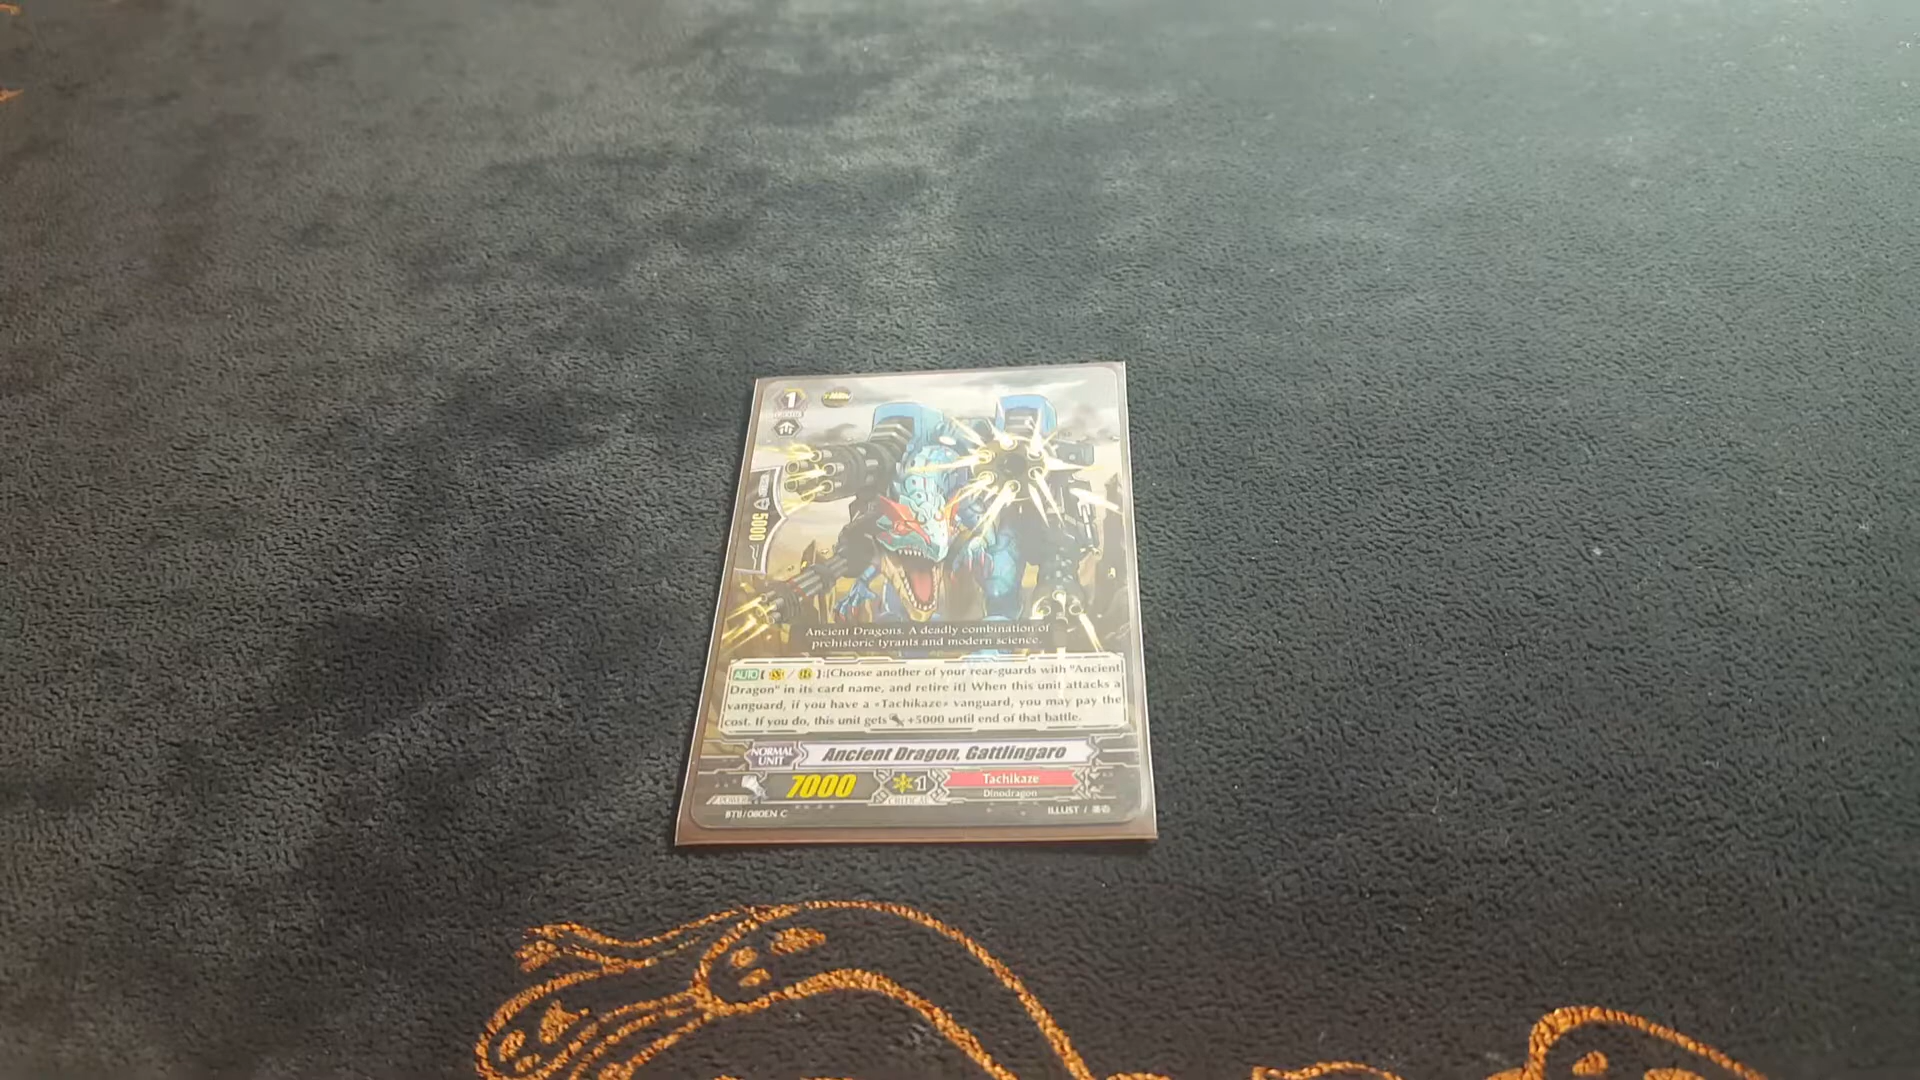 1
5000
Ancient Dragons. A deadly combination of
prehistoric tyrants and modern science.
AUTO [ / ]:[Choose another of your rear-guards with "Ancient
Dragon" in its card name, and retire it] When this unit attacks a
vanguard, if you have a «Tachikaze» vanguard, you may pay the
cost. If you do, this unit gets +5000 until end of that battle.
NORMAL
UNIT
Ancient Dragon, Gattlingaro
POWER
7000
1
CRITICAL
Tachikaze
Dinodragon
BT11/080EN C
ILLUST /